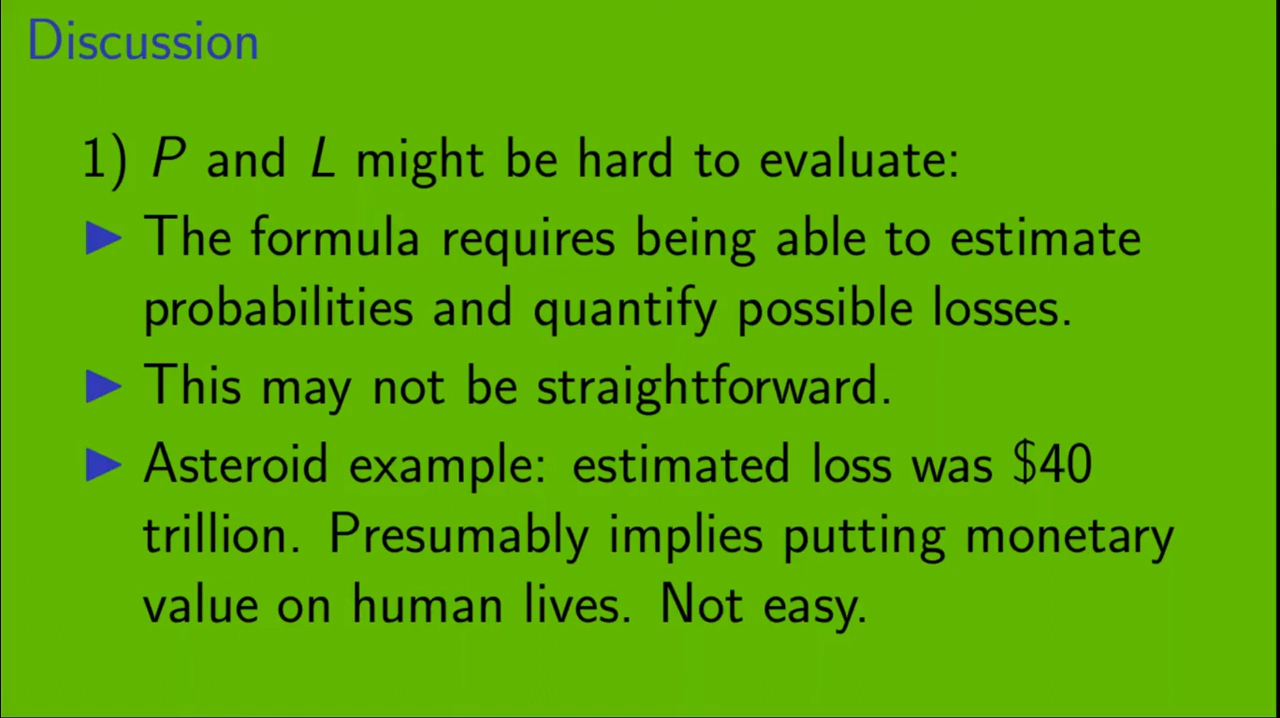 Discussion
1) P and L might be hard to evaluate:
▶ The formula requires being able to estimate
probabilities and quantify possible losses.
▶ This may not be straightforward.
▶ Asteroid example: estimated loss was $40
trillion. Presumably implies putting monetary
value on human lives. Not easy.